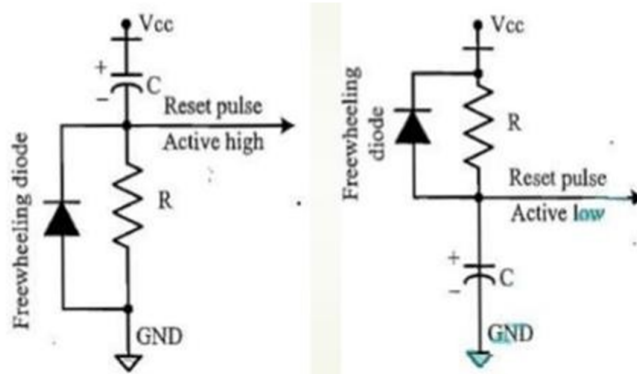 Vcc
+
C
−
Reset pulse
Active high
Freewheeling diode
R
GND
Vcc
Freewheeling
diode
R
Reset pulse
Active low
+
C
−
GND